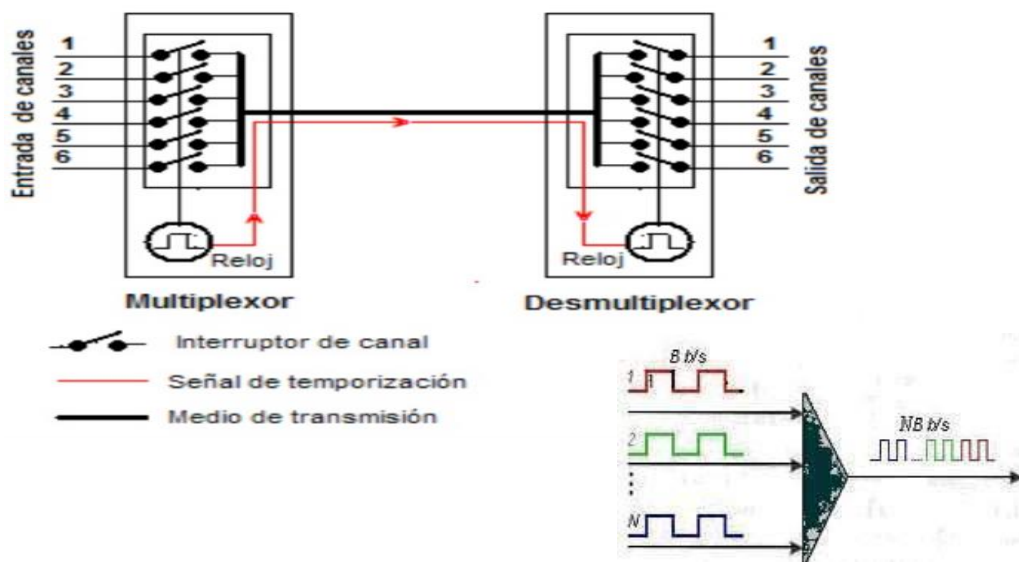 Entrada de canales
1
2
3
4
5
6
Reloj
Multiplexor
1
2
3
4
5
6
Salida de canales
Reloj
Desmultiplexor
Interruptor de canal
Señal de temporización
Medio de transmisión
B b/s
1
2
N
NB b/s